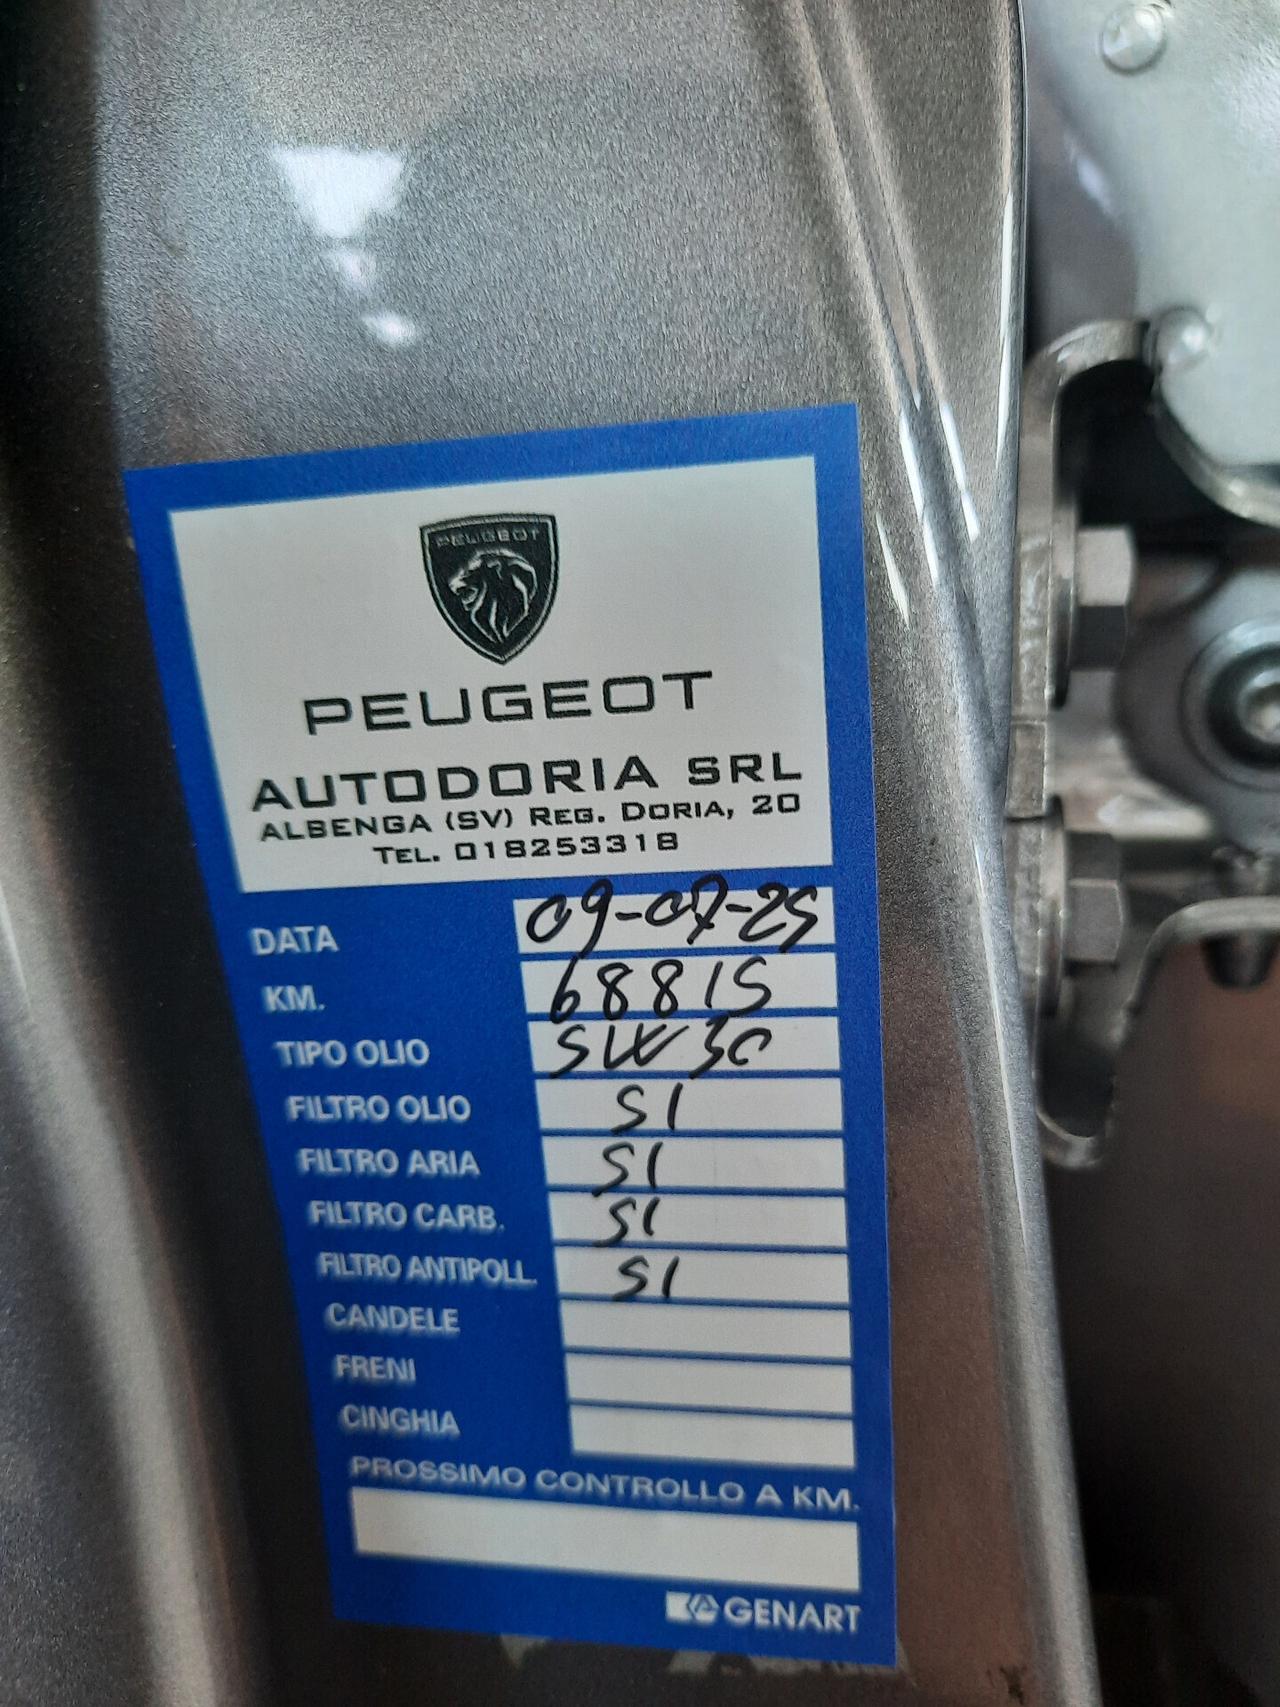 PEUGEOT
PEUGEOT
AUTODORIA SRL
ALBENGA (SV) REG. DORIA, 20
TEL. 018253318
DATA 09-07-25
KM. 68815
TIPO OLIO 5W30
FILTRO OLIO SI
FILTRO ARIA SI
FILTRO CARB. SI
FILTRO ANTIPOLL. SI
CANDELE
FRENI
CINGHIA
PROSSIMO CONTROLLO A KM.
GENART